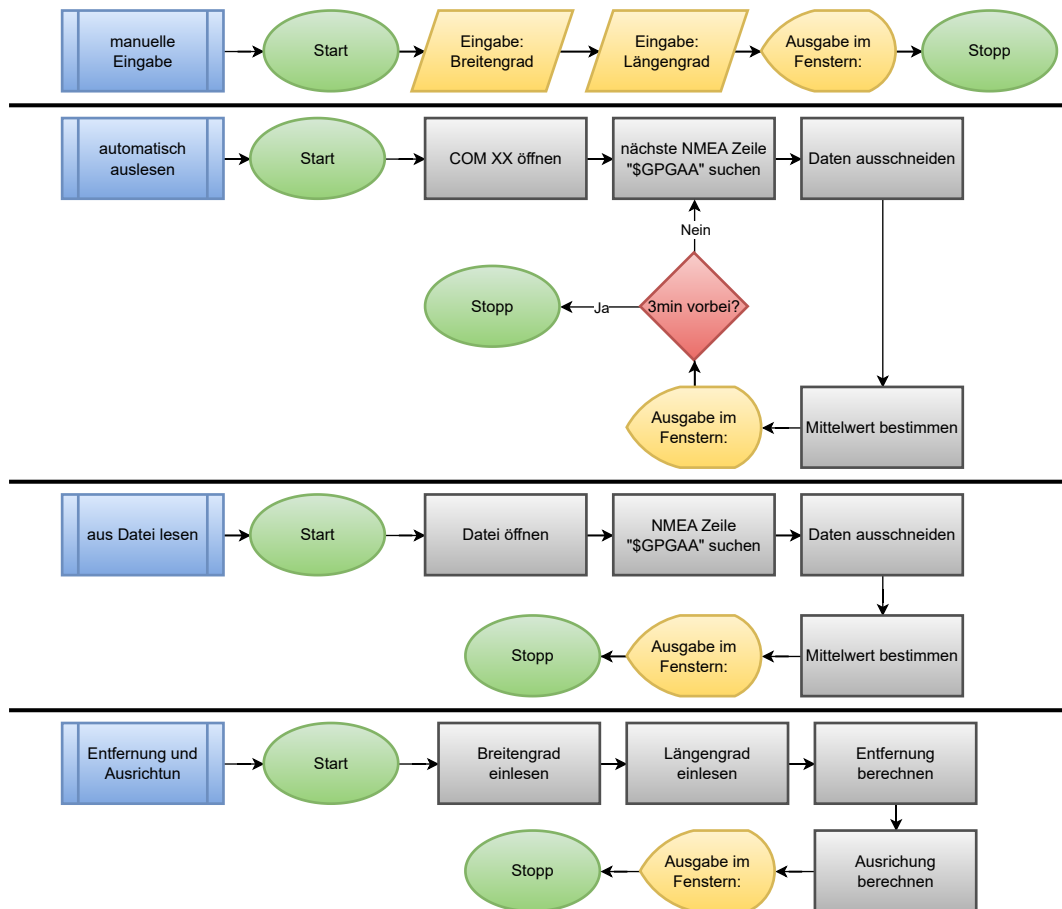 manuelle
Eingabe
Start
Eingabe:
Breitengrad
Eingabe:
Längengrad
Ausgabe im
Fenstern:
Stopp
automatisch
auslesen
Start
COM XX öffnen
nächste NMEA Zeile
"$GPGAA" suchen
Daten ausschneiden
Nein
Stopp
Ja
3min vorbei?
Ausgabe im
Fenstern:
Mittelwert bestimmen
aus Datei lesen
Start
Datei öffnen
NMEA Zeile
"$GPGAA" suchen
Daten ausschneiden
Stopp
Ausgabe im
Fenstern:
Mittelwert bestimmen
Entfernung und
Ausrichtun
Start
Breitengrad
einlesen
Längengrad
einlesen
Entfernung
berechnen
Stopp
Ausgabe im
Fenstern:
Ausrichung
berechnen